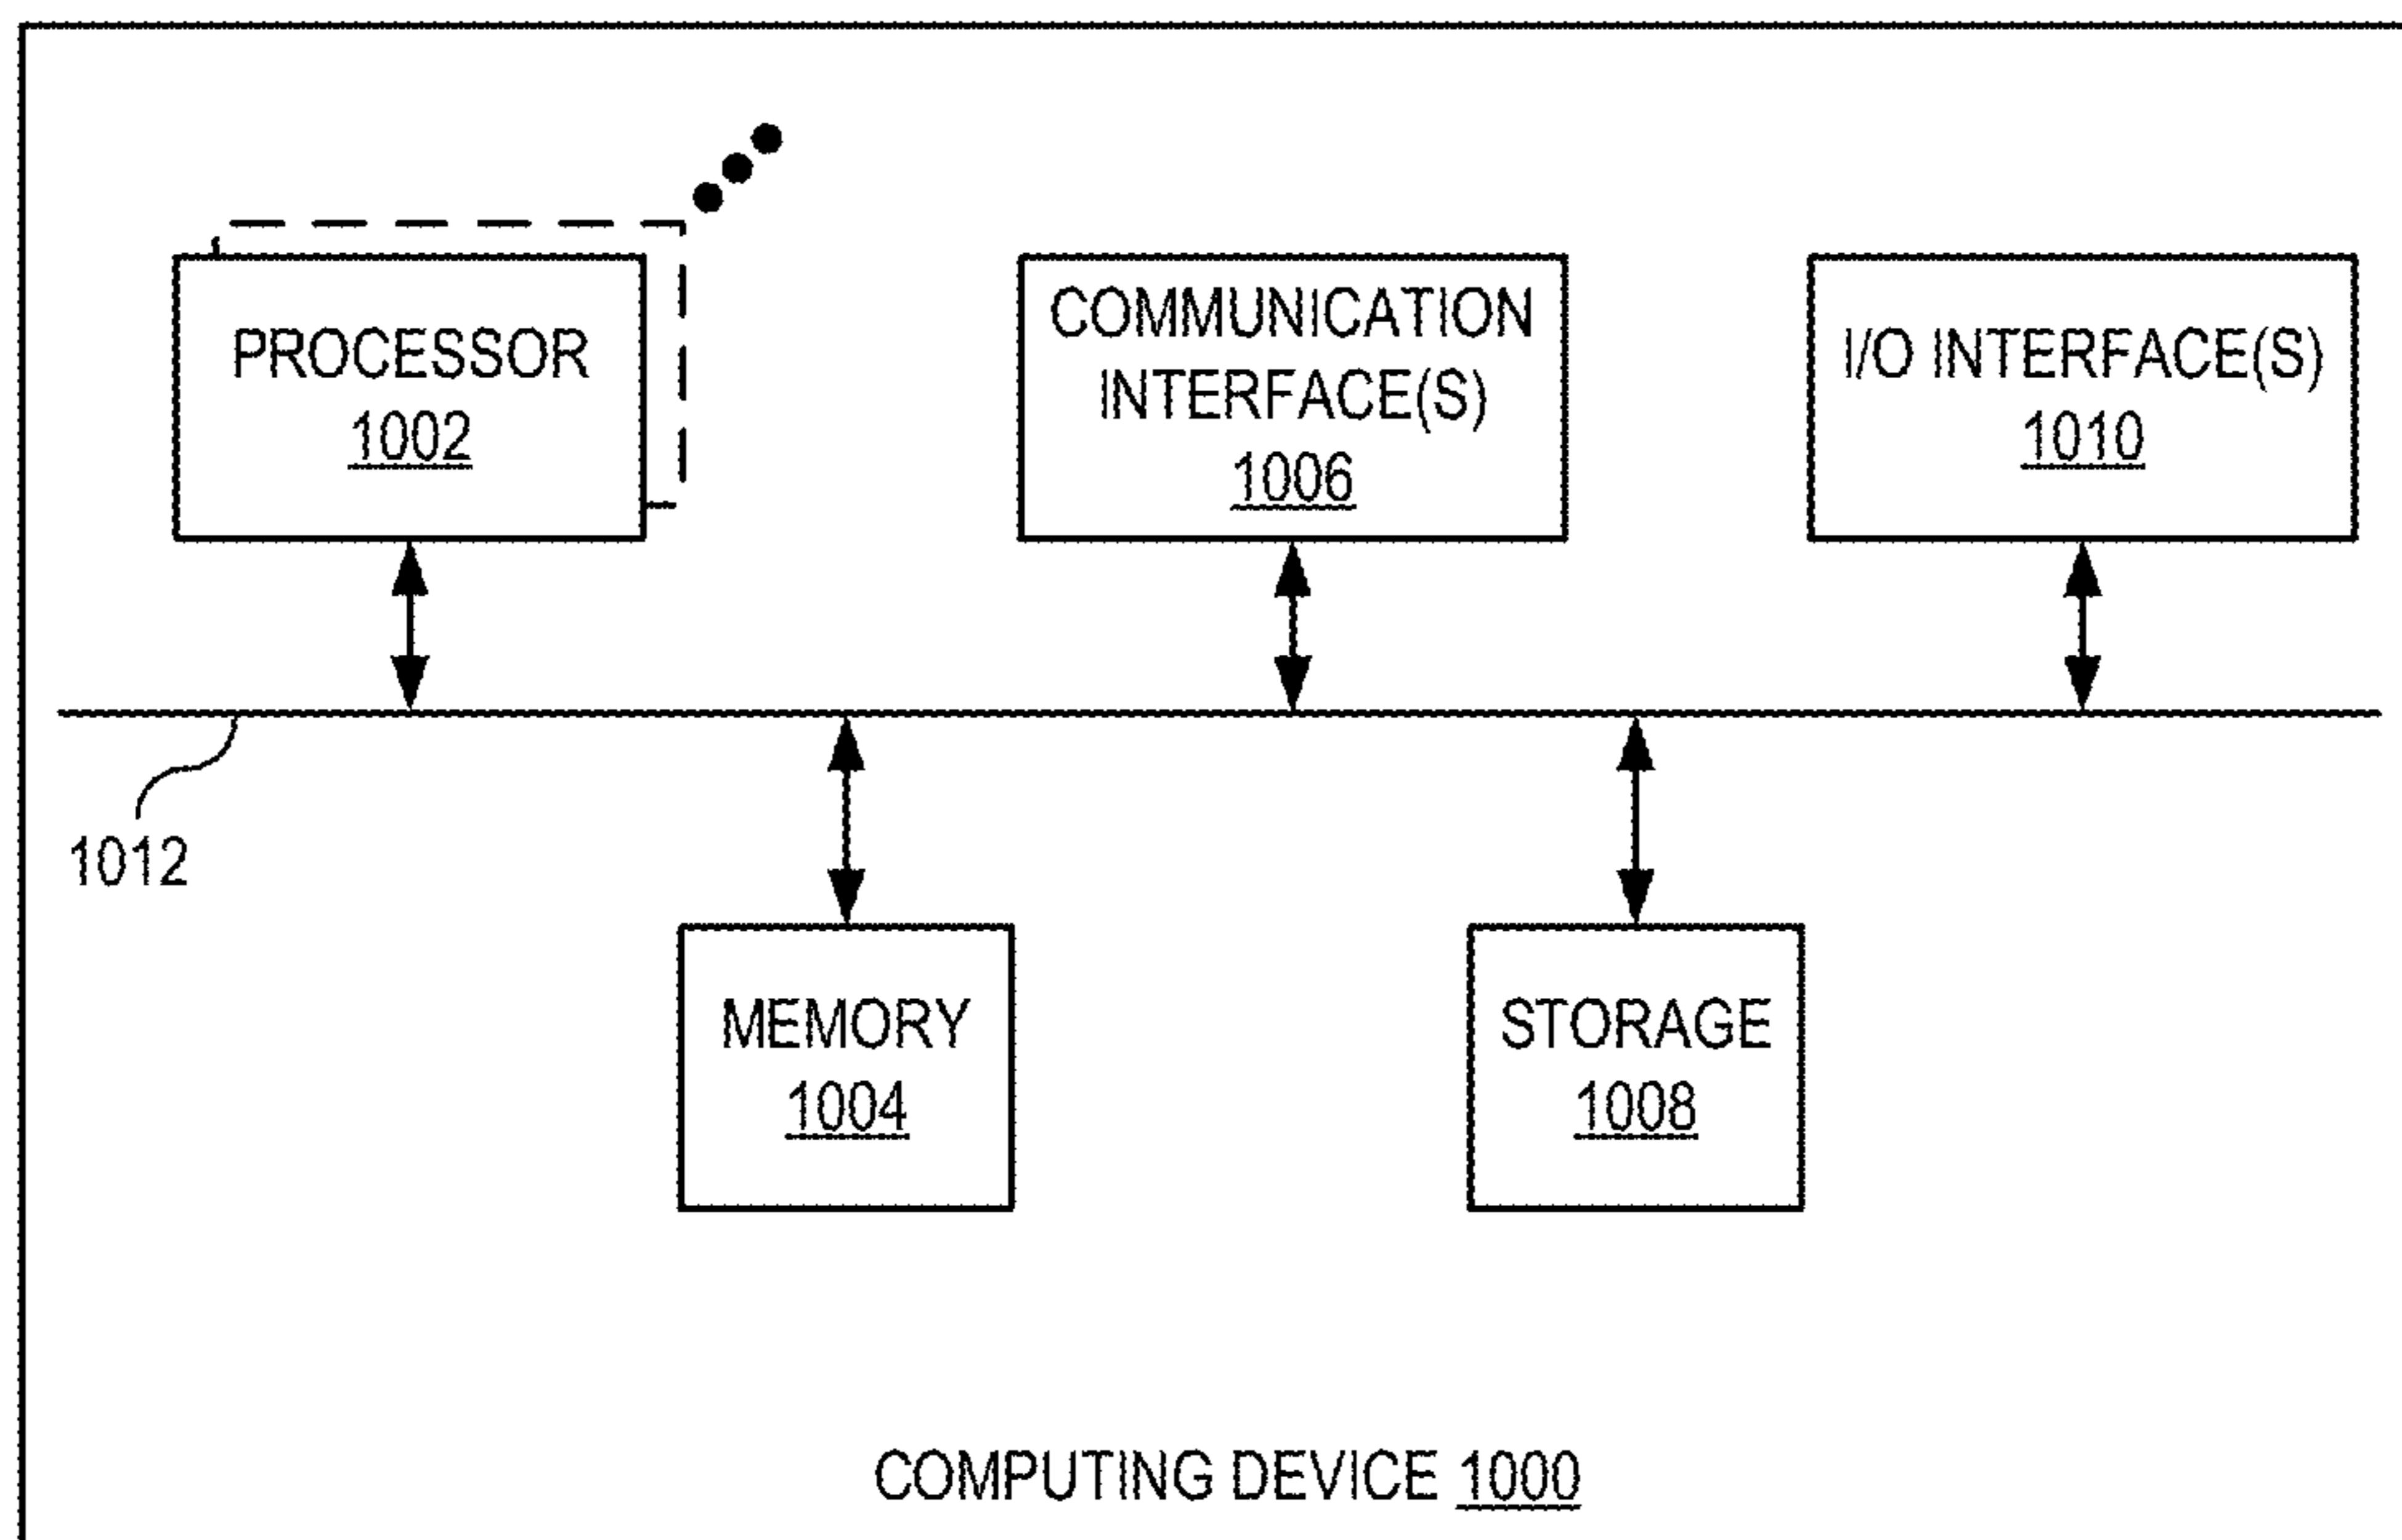 PROCESSOR
1002
COMMUNICATION
INTERFACE(S)
1006
I/O INTERFACE(S)
1010
1012
MEMORY
1004
STORAGE
1008
COMPUTING DEVICE 1000